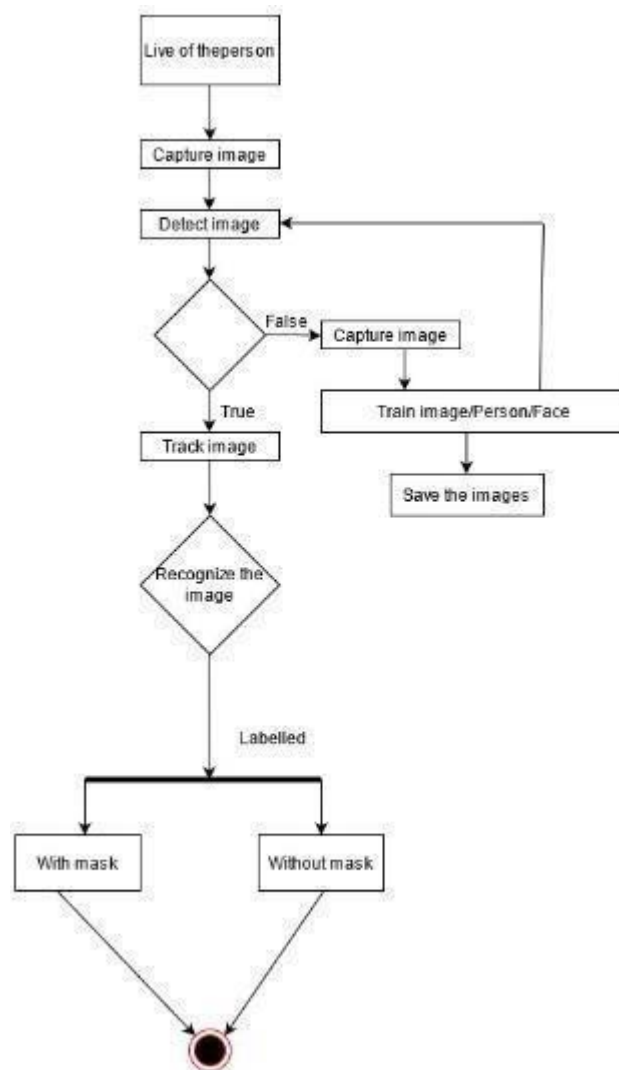 Live of theperson
Capture image
Detect image
False
Capture image
True
Train image/Person/Face
Track image
Save the images
Recognize the
image
Labelled
With mask
Without mask